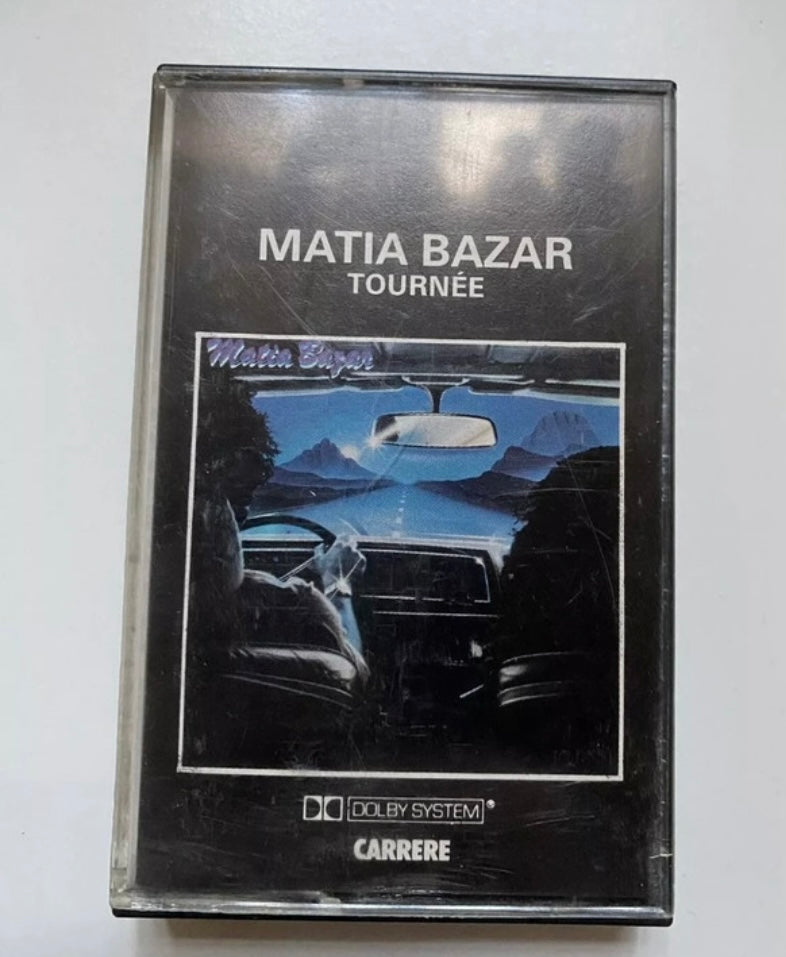 MATIA BAZAR
TOURNÉE
Matia Bazar
DOLBY SYSTEM
CARRERE